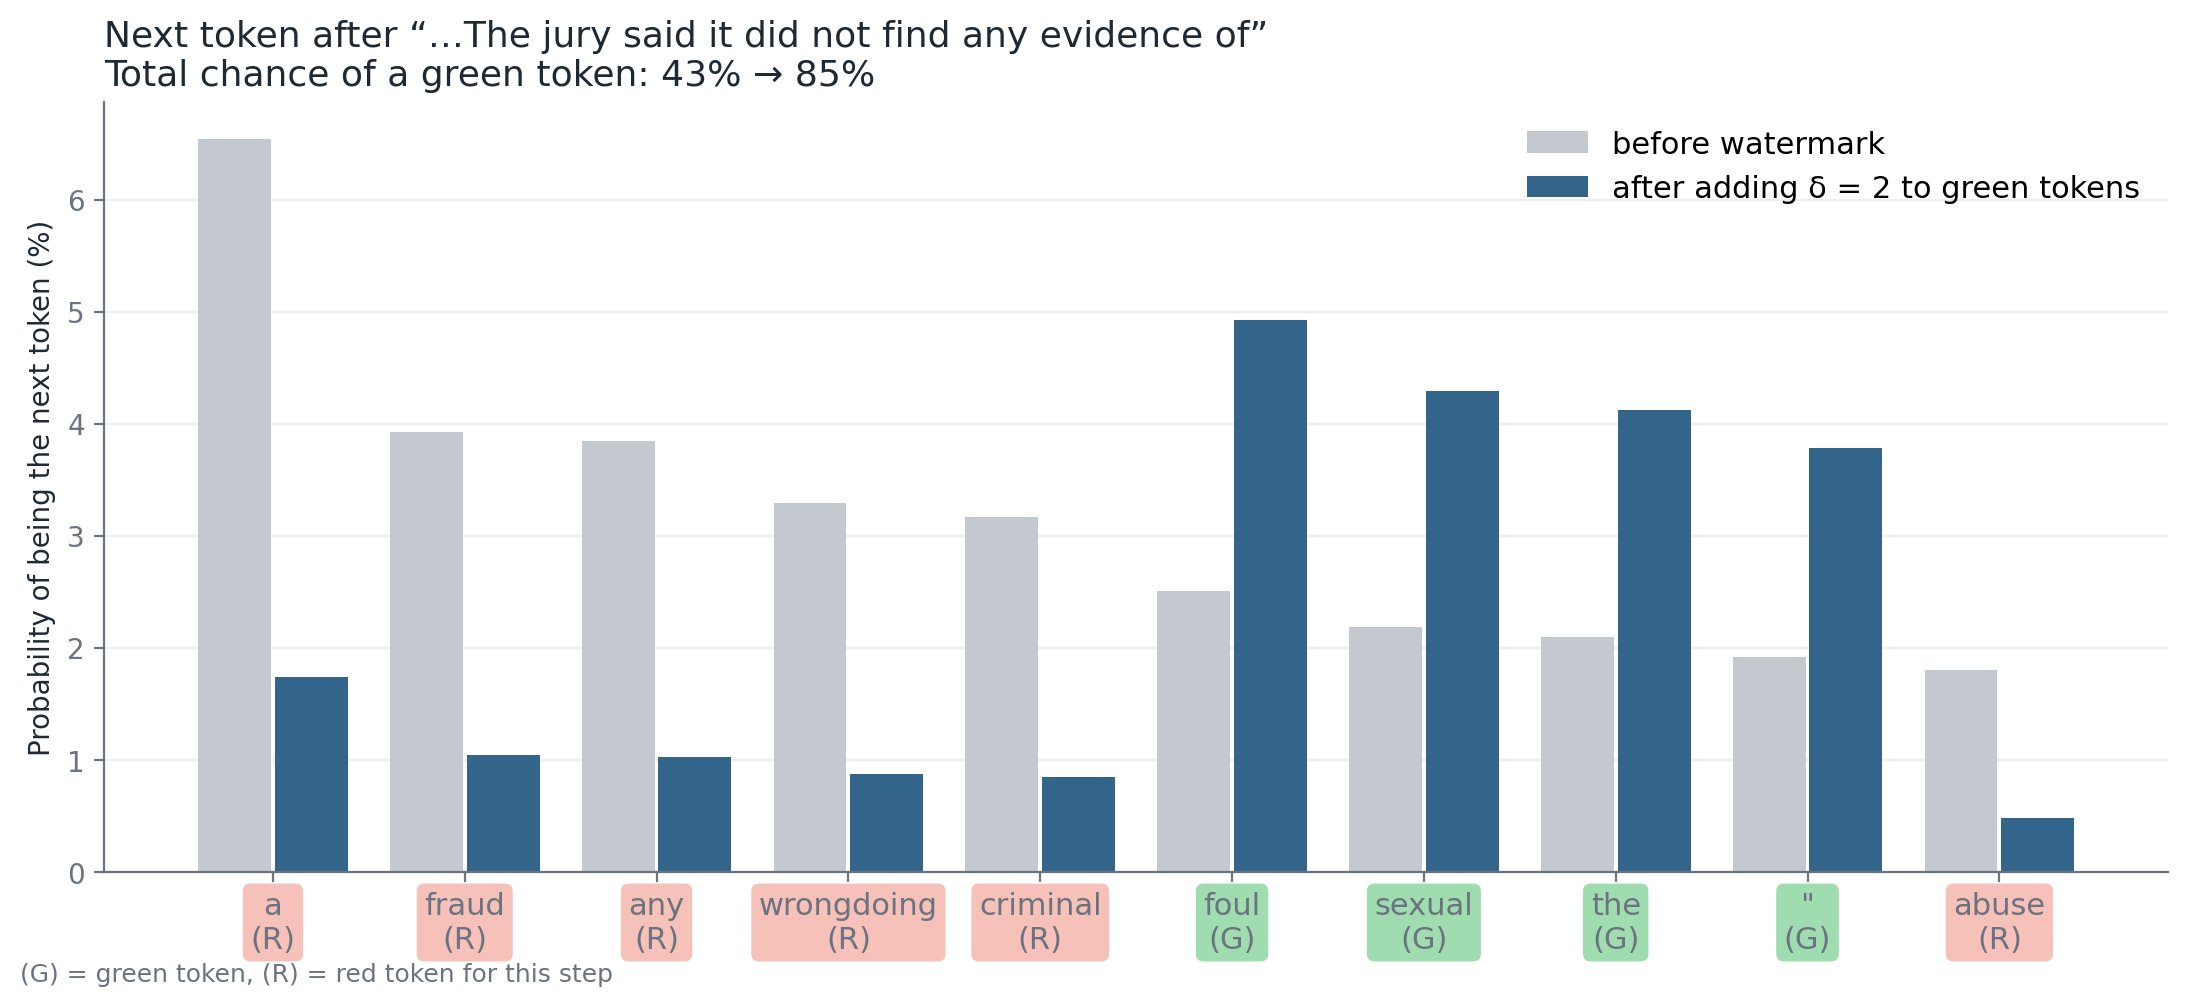 Next token after “…The jury said it did not find any evidence of”
Total chance of a green token: 43% → 85%
before watermark
after adding δ = 2 to green tokens
Probability of being the next token (%)
6
5
4
3
2
1
0
a
(R)
fraud
(R)
any
(R)
wrongdoing
(R)
criminal
(R)
foul
(G)
sexual
(G)
the
(G)
"
(G)
abuse
(R)
(G) = green token, (R) = red token for this step